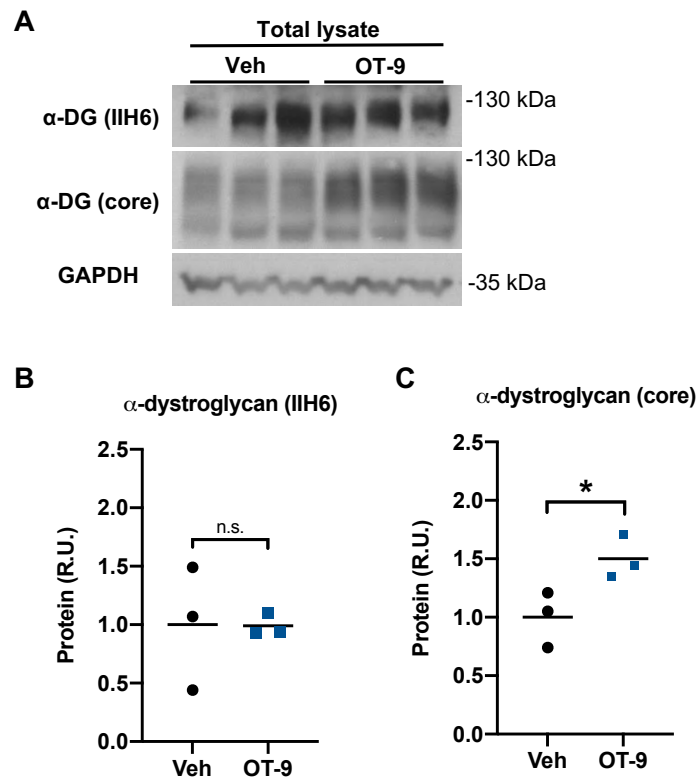 A
Total lysate
Veh OT-9
α-DG (IIH6)
-130 kDa
-130 kDa
α-DG (core)
GAPDH
-35 kDa
B
α-dystroglycan (IIH6)
Protein (R.U.)
2.5
2.0
1.5
1.0
0.5
0.0
n.s.
Veh OT-9
C
α-dystroglycan (core)
Protein (R.U.)
2.5
2.0
1.5
1.0
0.5
0.0
*
Veh OT-9